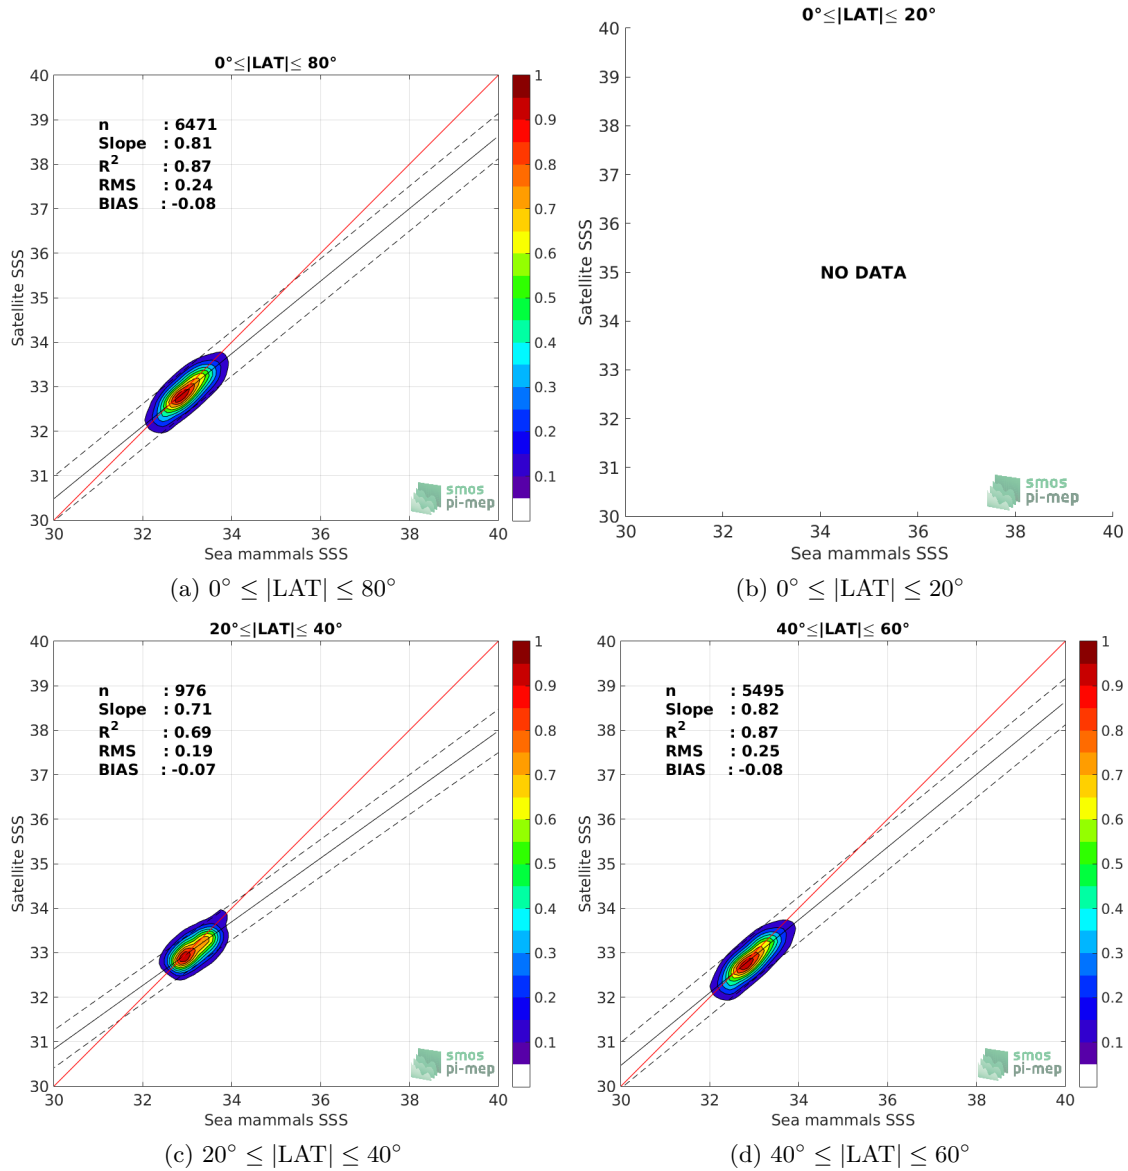 0°≤|LAT|≤ 80°
n : 6471
Slope : 0.81
R² : 0.87
RMS : 0.24
BIAS : -0.08
40
39
38
37
36
35
34
33
32
31
30
Satellite SSS
30 32 34 36 38 40
Sea mammals SSS
1
0.9
0.8
0.7
0.6
0.5
0.4
0.3
0.2
0.1
smos
pi-mep
(a) 0° ≤ |LAT| ≤ 80°
0°≤|LAT|≤ 20°
40
39
38
37
36
35
34
33
32
31
30
Satellite SSS
NO DATA
30 32 34 36 38 40
Sea mammals SSS
smos
pi-mep
(b) 0° ≤ |LAT| ≤ 20°
20°≤|LAT|≤ 40°
n : 976
Slope : 0.71
R² : 0.69
RMS : 0.19
BIAS : -0.07
40
39
38
37
36
35
34
33
32
31
30
Satellite SSS
30 32 34 36 38 40
Sea mammals SSS
1
0.9
0.8
0.7
0.6
0.5
0.4
0.3
0.2
0.1
smos
pi-mep
(c) 20° ≤ |LAT| ≤ 40°
40°≤|LAT|≤ 60°
n : 5495
Slope : 0.82
R² : 0.87
RMS : 0.25
BIAS : -0.08
40
39
38
37
36
35
34
33
32
31
30
Satellite SSS
30 32 34 36 38 40
Sea mammals SSS
1
0.9
0.8
0.7
0.6
0.5
0.4
0.3
0.2
0.1
smos
pi-mep
(d) 40° ≤ |LAT| ≤ 60°